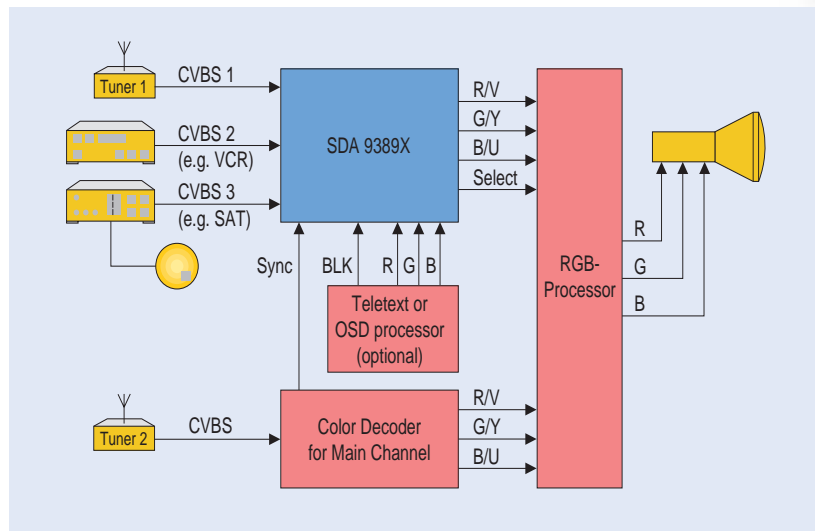 CVBS 1
Tuner 1
CVBS 2
(e.g. VCR)
CVBS 3
(e.g. SAT)
SDA 9389X
R/V
G/Y
B/U
Select
Sync
BLK
R
G
B
Teletext or
OSD processor
(optional)
RGB-
Processor
R
G
B
Tuner 2
CVBS
Color Decoder
for Main Channel
R/V
G/Y
B/U